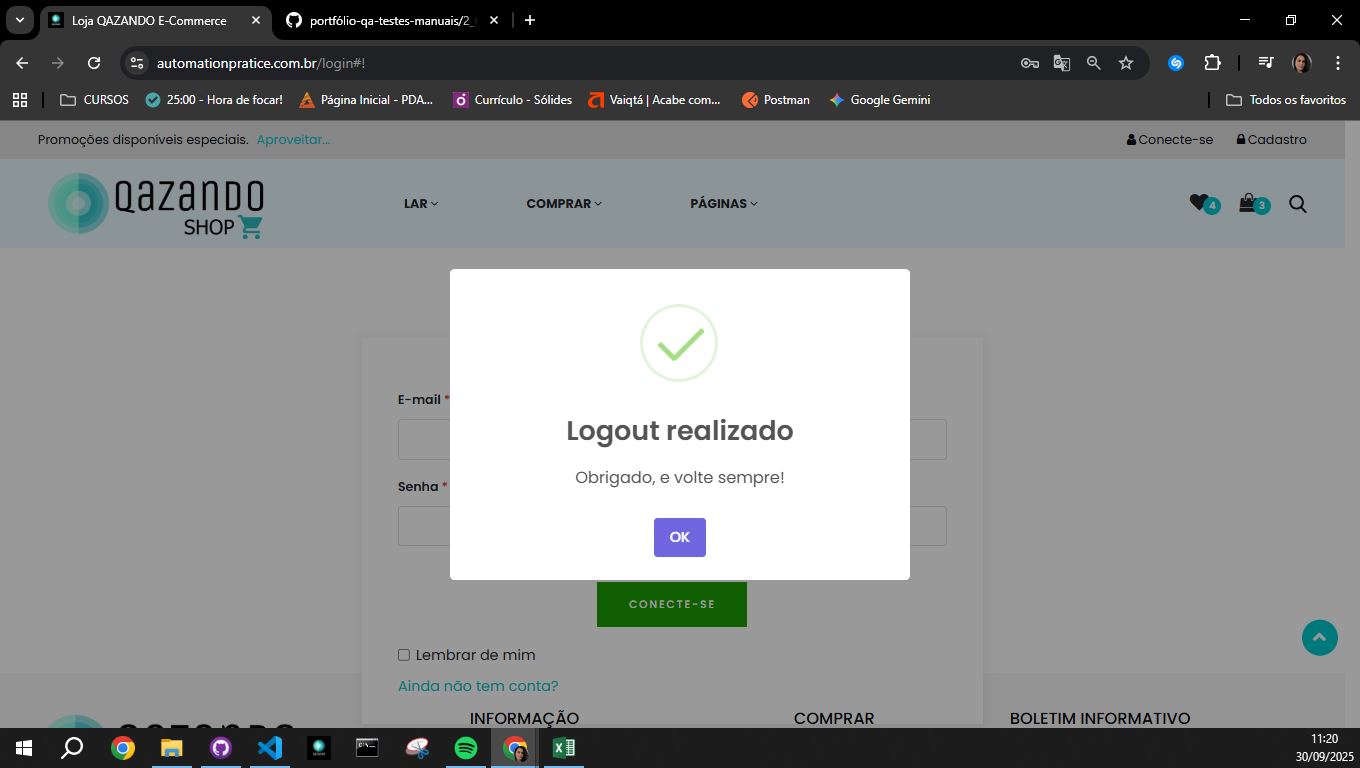 Loja QAZANDO E-Commerce
portfólio-qa-testes-manuais/2_
automationpratice.com.br/login#!
CURSOS
25:00 - Hora de focar!
Página Inicial - PDA...
Currículo - Sólides
Vaiqtá | Acabe com...
Postman
Google Gemini
Todos os favoritos
Promoções disponíveis especiais. Aproveitar...
Conecte-se
Cadastro
QAZANDO
SHOP
LAR
COMPRAR
PÁGINAS
4
3
E-mail *
Senha *
Logout realizado
Obrigado, e volte sempre!
OK
CONECTE-SE
Lembrar de mim
Ainda não tem conta?
QAZANDO
INFORMAÇÃO
COMPRAR
BOLETIM INFORMATIVO
11:20
30/09/2025